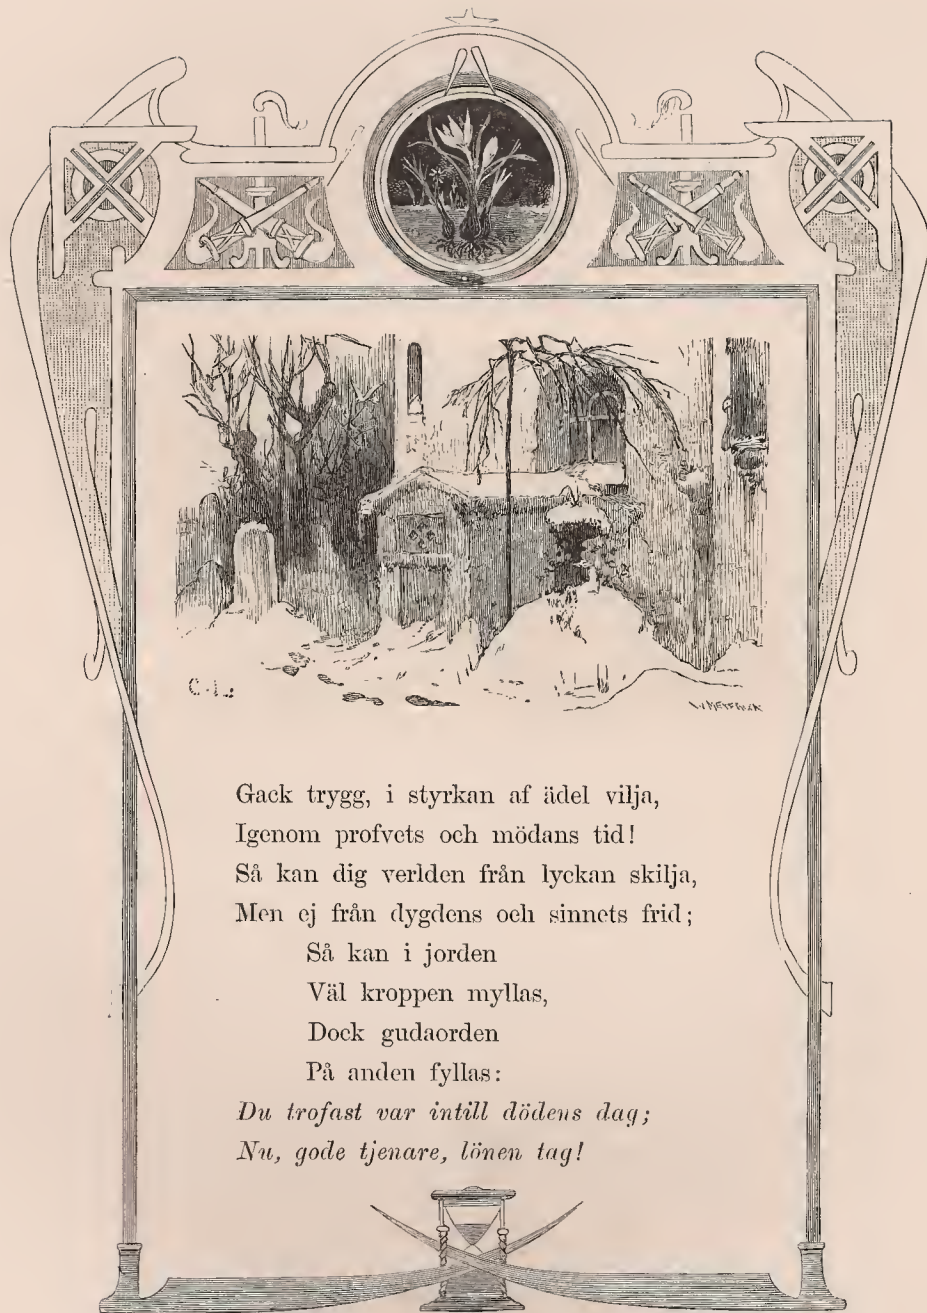 C. L.
Gack trygg, i styrkan af ädel vilja,
Igenom profvets och mödans tid!
Så kan dig verlden från lyckan skilja,
Men ej från dygdens och sinnets frid;
Så kan i jorden
Väl kroppen myllas,
Dock gudaorden
På anden fyllas:
Du trofast var intill dödens dag;
Nu, gode tjenare, lönen tag!